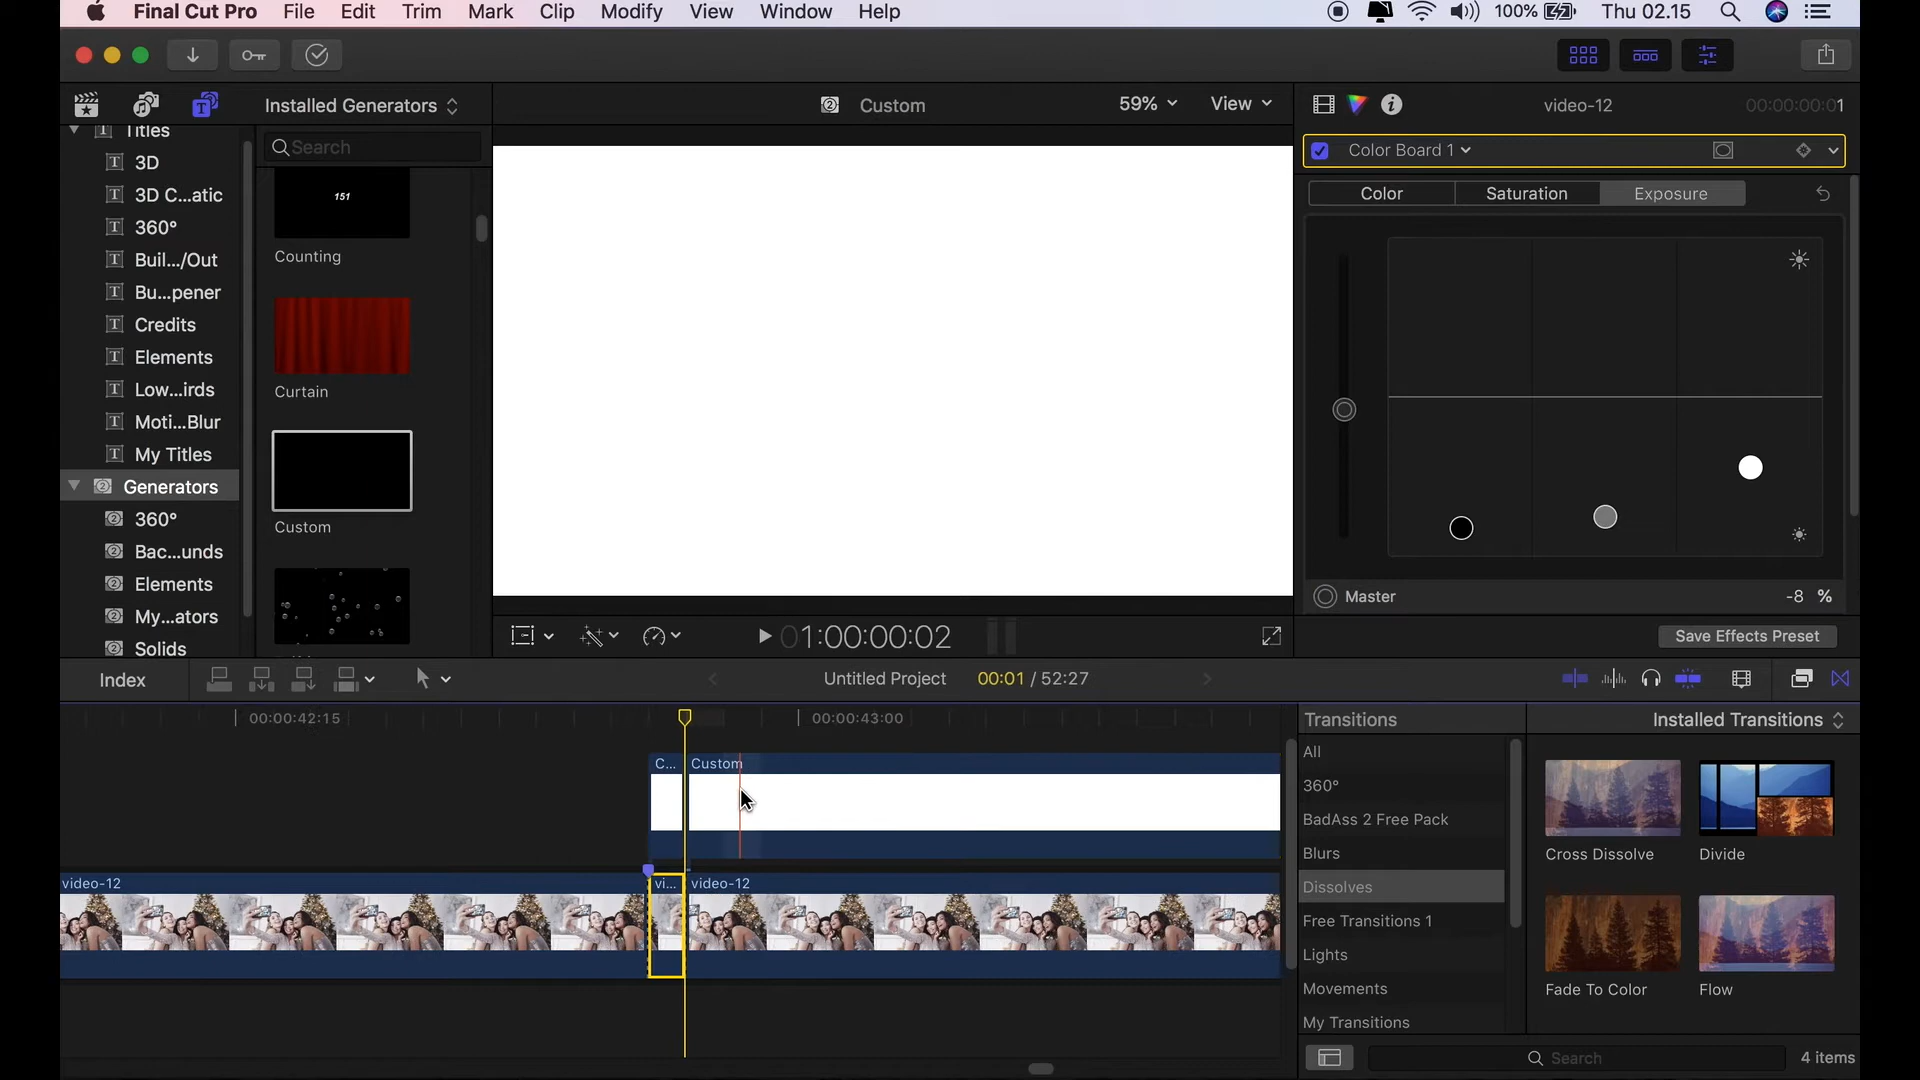 Final Cut Pro File Edit Trim Mark Clip Modify View Window Help 100% Thu 02.15
Installed Generators
Custom 59% View
video-12 00:00:00:01
Titles
3D
3D C...atic
360°
Buil.../Out
Bu...pener
Credits
Elements
Low...irds
Moti...Blur
My Titles
Generators
360°
Bac...unds
Elements
My...ators
Solids
Search
151
Counting
Curtain
Custom
Color Board 1
Color Saturation Exposure
Master -8 %
Save Effects Preset
01:00:00:02
Index
Untitled Project 00:01 / 52:27
00:00:42:15 00:00:43:00
C... Custom
video-12 vi... video-12
Transitions Installed Transitions
All
360°
BadAss 2 Free Pack
Blurs
Dissolves
Free Transitions 1
Lights
Movements
My Transitions
Cross Dissolve Divide
Fade To Color Flow
Search 4 items